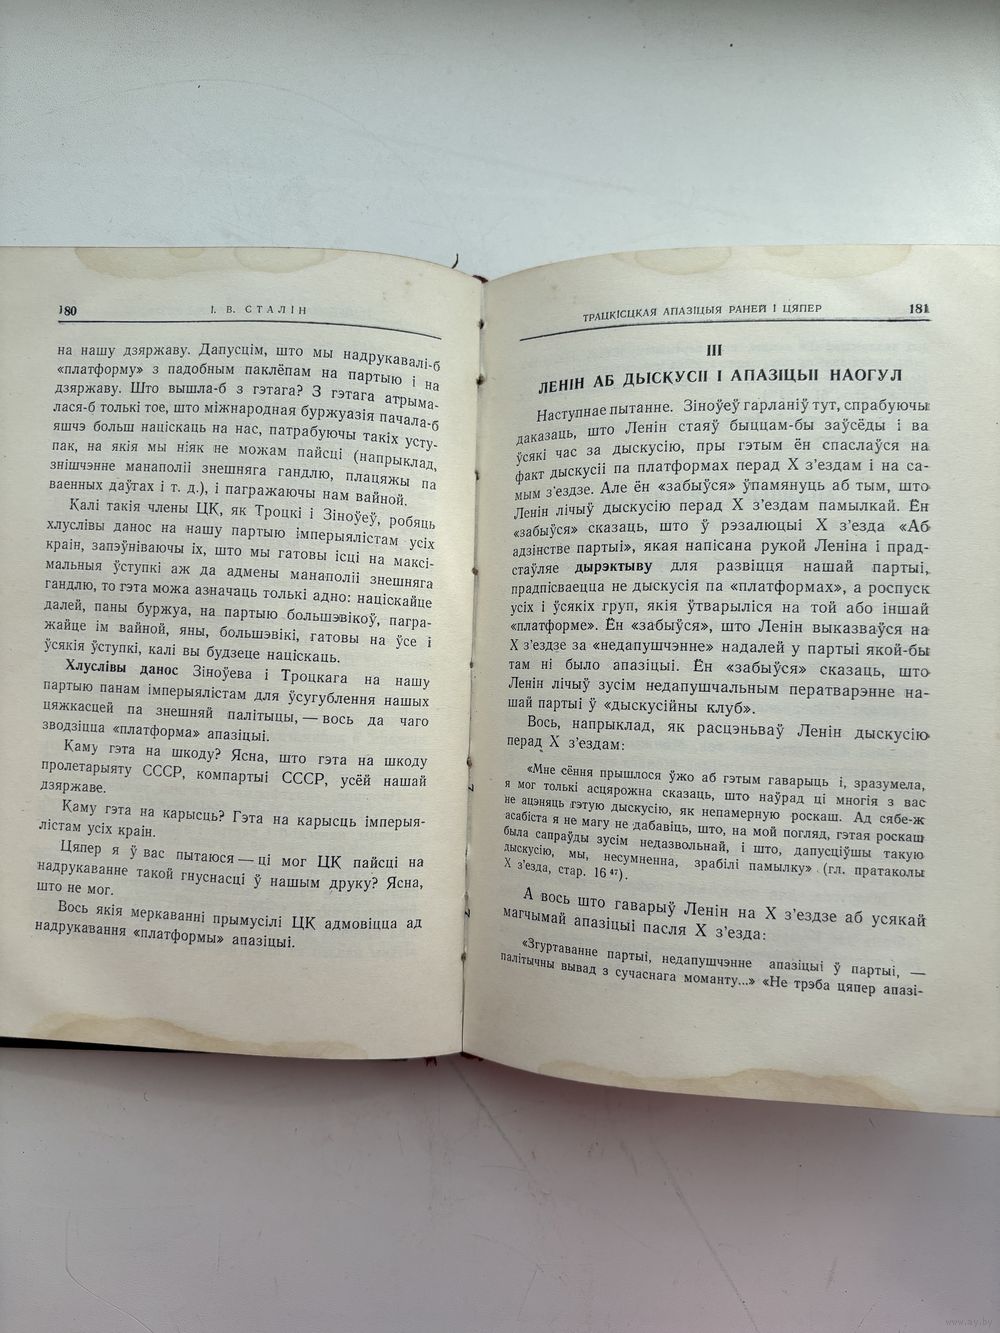 180
І. В. СТАЛІН
на нашу дзяржаву. Дапусцім, што мы надрукавалі-б
«платформу» з падобным паклёпам на партыю і на
дзяржаву. Што вышла-б з гэтага? З гэтага атрыма-
лася-б толькі тое, што міжнародная буржуазія пачала-б
яшчэ больш націскаць на нас, патрабуючы такіх усту-
пак, на якія мы ніяк не можам пайсці (напрыклад,
знішчэнне манаполіі знешняга гандлю, плацяжы па
ваенных даўгах і т. д.), і пагражаючы нам вайной.
Калі такія члены ЦК, як Троцкі і Зіноўеў, робяць
хлуслівы данос на нашу партыю імперыялістам усіх
краін, запэўніваючы іх, што мы гатовы ісці на максі-
мальныя ўступкі аж да адмены манаполіі знешняга
гандлю, то гэта можа азначаць толькі адно: націскайце
далей, паны буржуа, на партыю большэвікоў, пагра-
жайце ім вайной, яны, большэвікі, гатовы на ўсе і
ўсякія ўступкі, калі вы будзеце націскаць.
Хлуслівы данос Зіноўева і Троцкага на нашу
партыю панам імперыялістам для ўсугублення нашых
цяжкасцей па знешняй палітыцы, — вось да чаго
зводзіцца «платформа» апазіцыі.
Каму гэта на шкоду? Ясна, што гэта на шкоду
пролетарыяту СССР, компартыі СССР, усёй нашай
дзяржаве.
Каму гэта на карысць? Гэта на карысць імперыя-
лістам усіх краін.
Цяпер я ў вас пытаюся — ці мог ЦК пайсці на
надрукаванне такой гнуснасці ў нашым друку? Ясна,
што не мог.
Вось якія меркаванні прымусілі ЦК адмовіцца ад
надрукавання «платформы» апазіцыі.
ТРАЦКІСЦКАЯ АПАЗІЦЫЯ РАНЕЙ І ЦЯПЕР
181
III
ЛЕНІН АБ ДЫСКУСІІ І АПАЗІЦЫІ НАОГУЛ
Наступнае пытанне. Зіноўеў гарланіў тут, спрабуючы
даказаць, што Ленін стаяў быццам-бы заўсёды і ва
ўсякі час за дыскусію, пры гэтым ён спаслаўся на
факт дыскусіі па платформах перад X з'ездам і на са-
мым з'ездзе. Але ён «забыўся» ўпамянуць аб тым, што
Ленін лічыў дыскусію перад X з'ездам памылкай. Ён
«забыўся» сказаць, што ў рэзалюцыі X з'езда «Аб
адзінстве партыі», якая напісана рукой Леніна і прад-
стаўляе дырэктыву для развіцця нашай партыі,
прадпісваецца не дыскусія па «платформах», а роспуск
усіх і ўсякіх груп, якія ўтварыліся на той або іншай
«платформе». Ён «забыўся», што Ленін выказваўся на
X з'ездзе за «недапушчэнне» надалей у партыі якой-бы
там ні было апазіцыі. Ён «забыўся» сказаць, што
Ленін лічыў зусім недапушчальным ператварэнне на-
шай партыі ў «дыскусійны клуб».
Вось, напрыклад, як расцэньваў Ленін дыскусію
перад X з'ездам:
«Мне сёння прышлося ўжо аб гэтым гаварыць і, зразумела,
я мог толькі асцярожна сказаць, што наўрад ці многія з вас
не ацэняць гэтую дыскусію, як непамерную роскаш. Ад сябе-ж
асабіста я не магу не дабавіць, што, на мой погляд, гэтая роскаш
была сапраўды зусім недазвольнай, і што, дапусціўшы такую
дыскусію, мы, несумненна, зрабілі памылку» (гл. пратаколы
X з'езда, стар. 16 ⁴⁷).
А вось што гаварыў Ленін на X з'ездзе аб усякай
магчымай апазіцыі пасля X з'езда:
«Згуртаванне партыі, недапушчэнне апазіцыі ў партыі, —
палітычны вывад з сучаснага моманту...» «Не трэба цяпер апазі-
www.ay.by